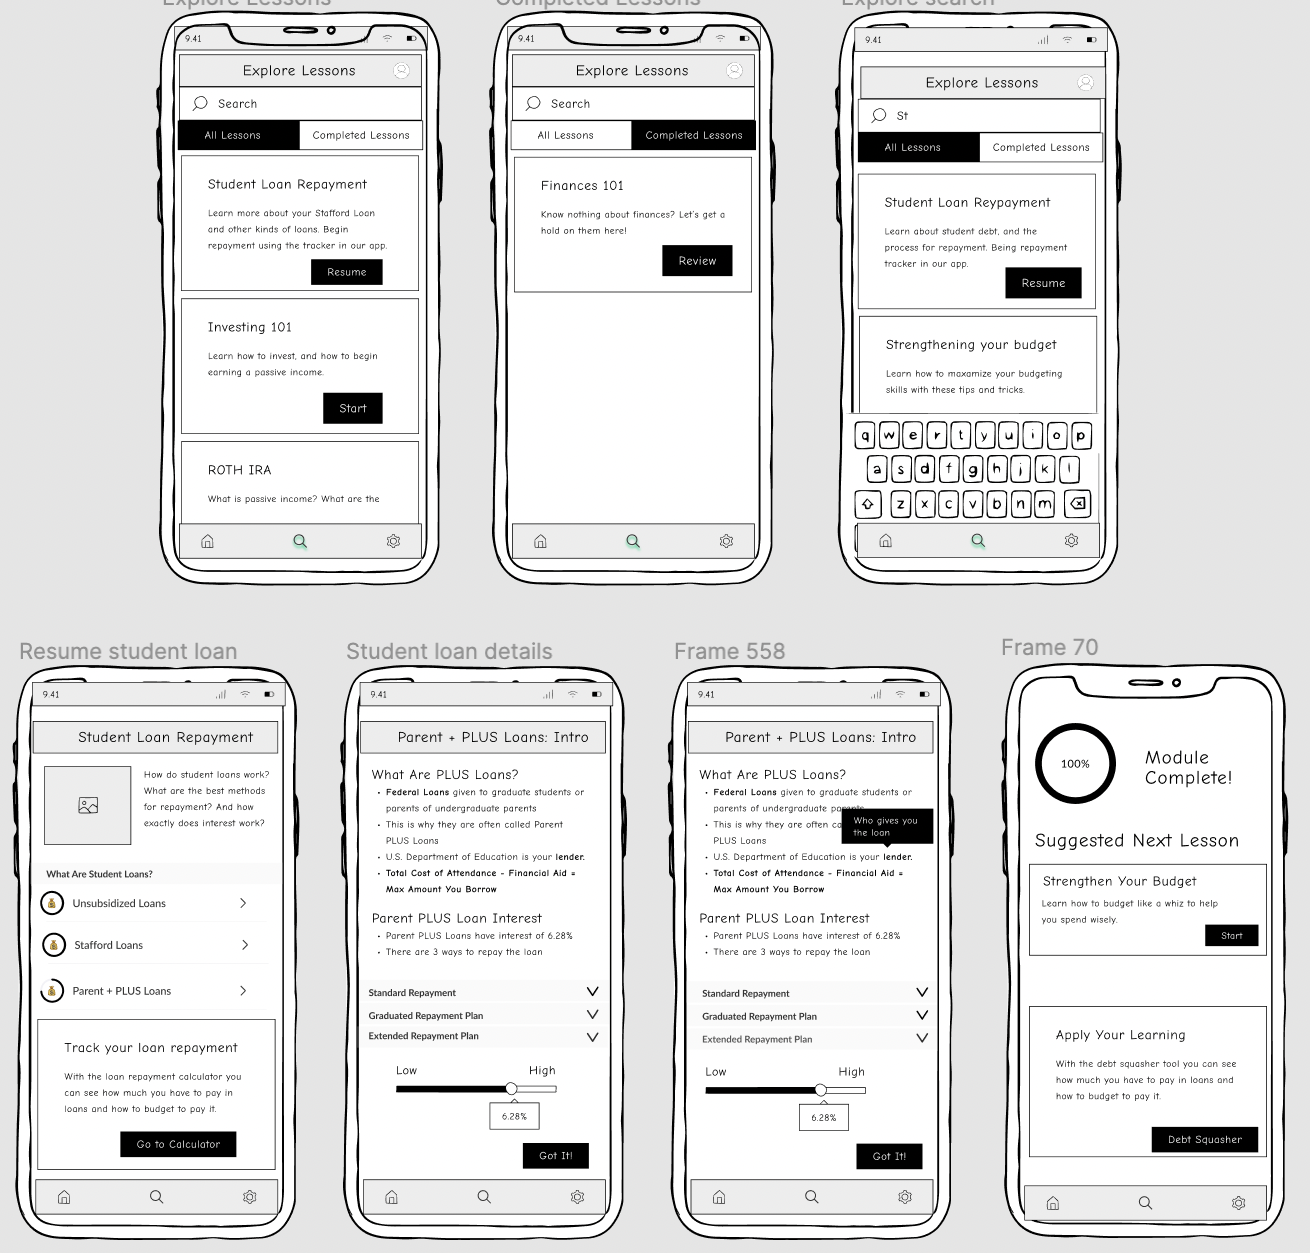 Explore Lessons
9.41
Explore Lessons
Search
All Lessons
Completed Lessons
Student Loan Repayment
Learn more about your Stafford Loan
and other kinds of loans. Begin
repayment using the tracker in our app.
Resume
Investing 101
Learn how to invest, and how to begin
earning a passive income.
Start
ROTH IRA
What is passive income? What are the
Completed Lessons
9.41
Explore Lessons
Search
All Lessons
Completed Lessons
Finances 101
Know nothing about finances? Let's get a
hold on them here!
Review
Explore search
9.41
Explore Lessons
St
All Lessons
Completed Lessons
Student Loan Reypayment
Learn about student debt, and the
process for repayment. Being repayment
tracker in our app.
Resume
Strengthening your budget
Learn how to maxamize your budgeting
skills with these tips and tricks.
q w e r t y u i o p
a s d f g h j k l
z x c v b n m
Resume student loan
9.41
Student Loan Repayment
How do student loans work?
What are the best methods
for repayment? And how
exactly does interest work?
What Are Student Loans?
Unsubsidized Loans
Stafford Loans
Parent + PLUS Loans
Track your loan repayment
With the loan repayment calculator you
can see how much you have to pay in
loans and how to budget to pay it.
Go to Calculator
Student loan details
9.41
Parent + PLUS Loans: Intro
What Are PLUS Loans?
• Federal Loans given to graduate students or
parents of undergraduate parents
• This is why they are often called Parent
PLUS Loans
• U.S. Department of Education is your lender.
• Total Cost of Attendance - Financial Aid =
Max Amount You Borrow
Parent PLUS Loan Interest
• Parent PLUS Loans have interest of 6.28%
• There are 3 ways to repay the loan
Standard Repayment
Graduated Repayment Plan
Extended Repayment Plan
Low High
6.28%
Got It!
Frame 558
9.41
Parent + PLUS Loans: Intro
What Are PLUS Loans?
• Federal Loans given to graduate students or
parents of undergraduate parents
Who gives you
the loan
• This is why they are often ca
PLUS Loans
• U.S. Department of Education is your lender.
• Total Cost of Attendance - Financial Aid =
Max Amount You Borrow
Parent PLUS Loan Interest
• Parent PLUS Loans have interest of 6.28%
• There are 3 ways to repay the loan
Standard Repayment
Graduated Repayment Plan
Extended Repayment Plan
Low High
6.28%
Got It!
Frame 70
100%
Module
Complete!
Suggested Next Lesson
Strengthen Your Budget
Learn how to budget like a whiz to help
you spend wisely.
Start
Apply Your Learning
With the debt squasher tool you can see
how much you have to pay in loans and
how to budget to pay it.
Debt Squasher